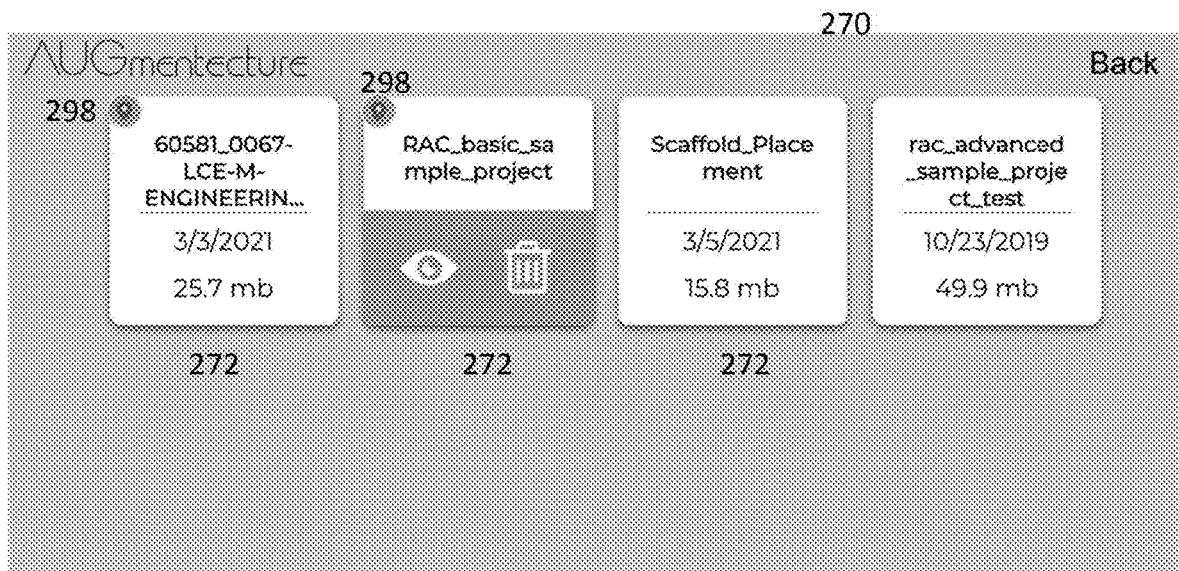 270
AUGmentecture
Back
298
298
60581_0067-
LCE-M-
ENGINEERIN...
3/3/2021
25.7 mb
RAC_basic_sa
mple_project
Scaffold_Place
ment
3/5/2021
15.8 mb
rac_advanced
_sample_proje
ct_test
10/23/2019
49.9 mb
272
272
272